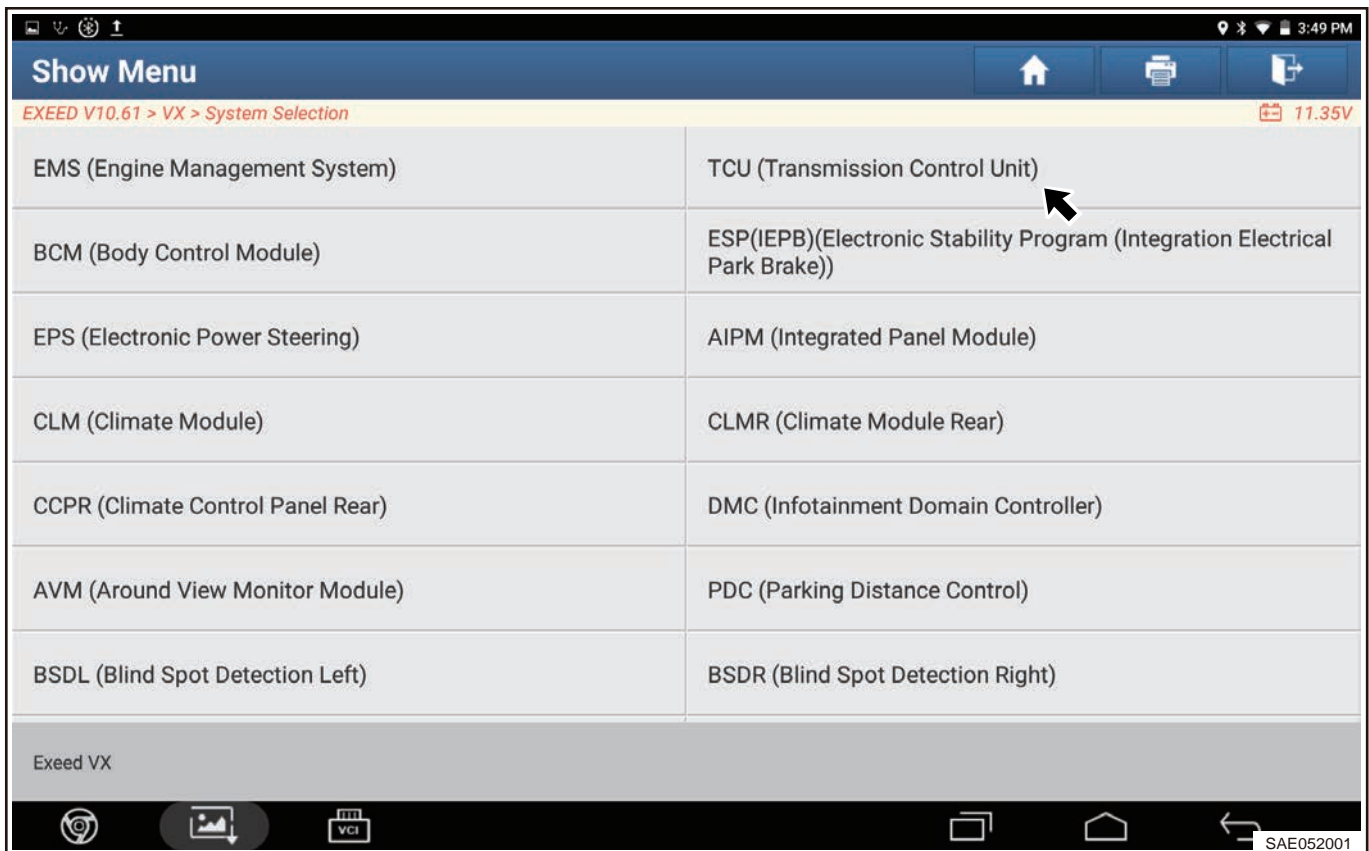 3:49 PM
Show Menu
EXEED V10.61 > VX > System Selection
11.35V
EMS (Engine Management System)
TCU (Transmission Control Unit)
BCM (Body Control Module)
ESP(IEPB)(Electronic Stability Program (Integration Electrical
Park Brake))
EPS (Electronic Power Steering)
AIPM (Integrated Panel Module)
CLM (Climate Module)
CLMR (Climate Module Rear)
CCPR (Climate Control Panel Rear)
DMC (Infotainment Domain Controller)
AVM (Around View Monitor Module)
PDC (Parking Distance Control)
BSDL (Blind Spot Detection Left)
BSDR (Blind Spot Detection Right)
Exeed VX
VCI
SAE052001